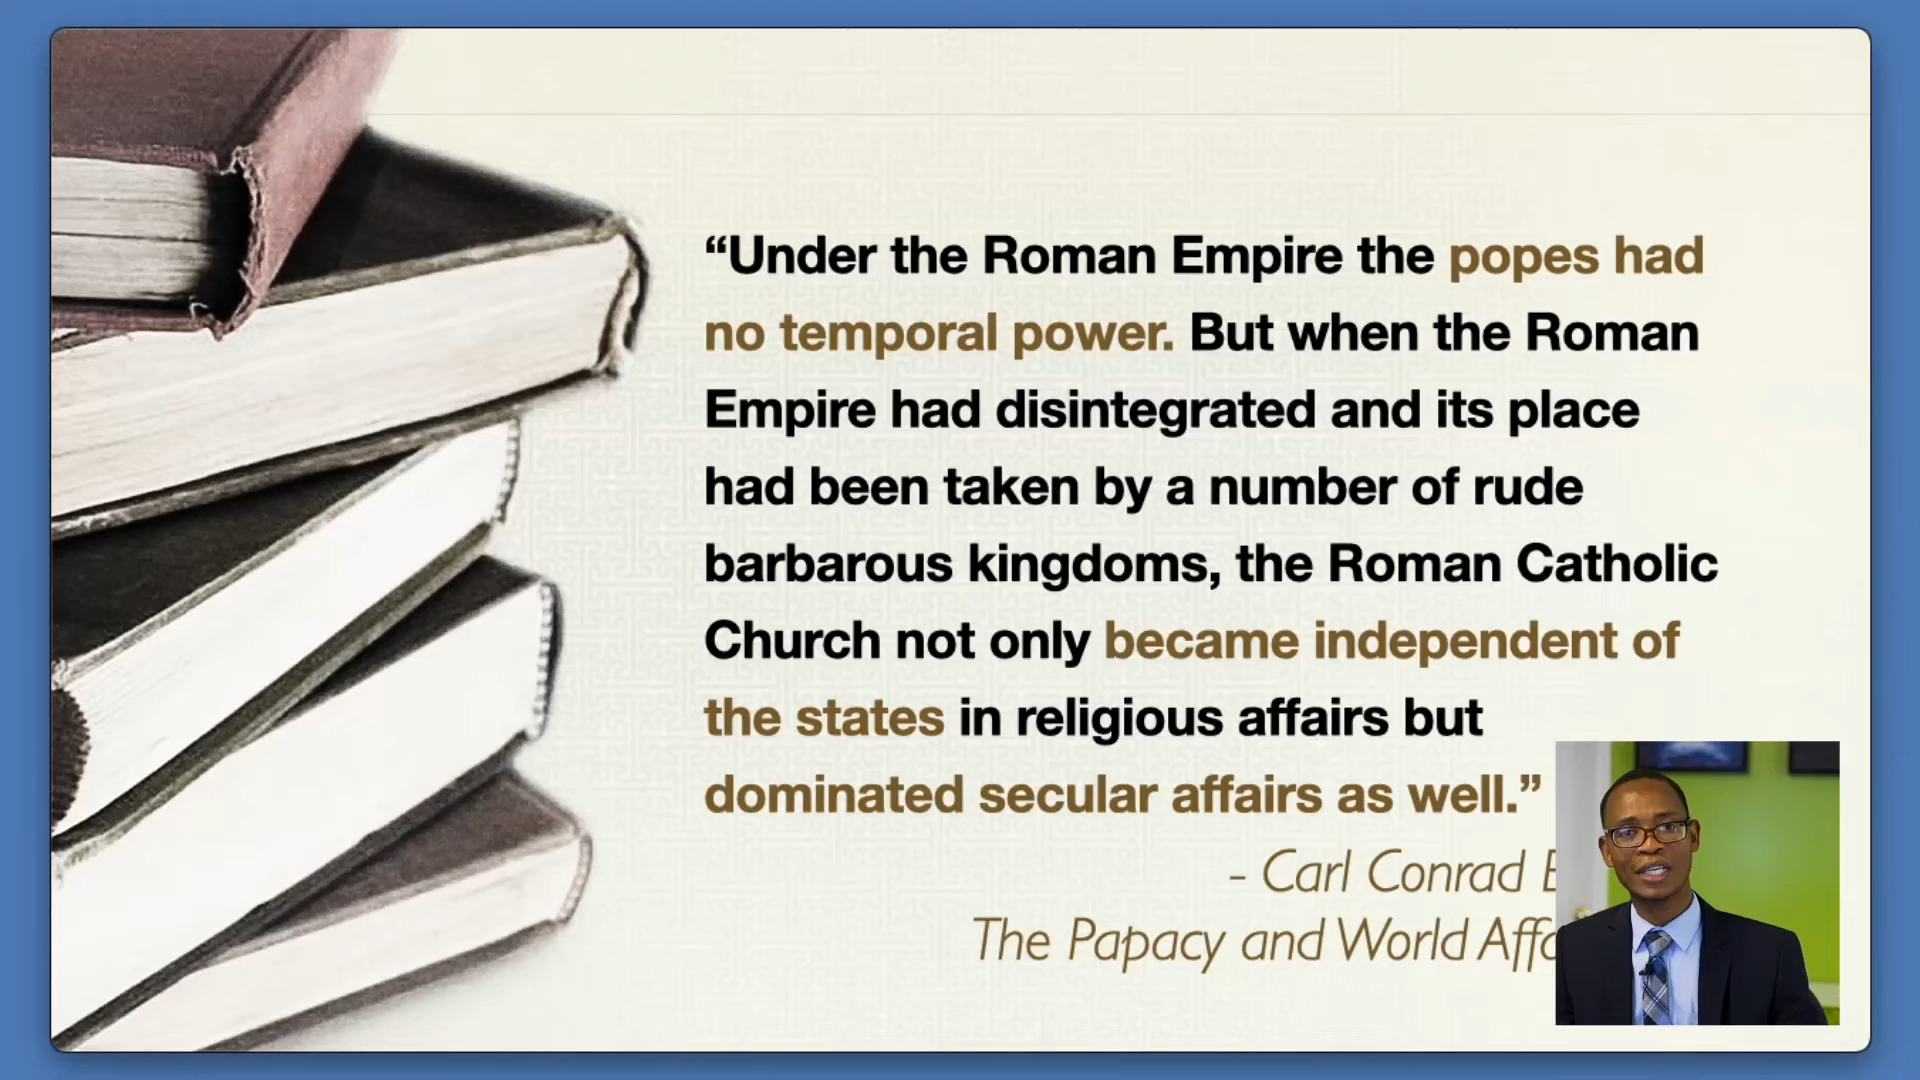 “Under the Roman Empire the popes had
no temporal power. But when the Roman
Empire had disintegrated and its place
had been taken by a number of rude
barbarous kingdoms, the Roman Catholic
Church not only became independent of
the states in religious affairs but
dominated secular affairs as well.”
- Carl Conrad
The Papacy and World